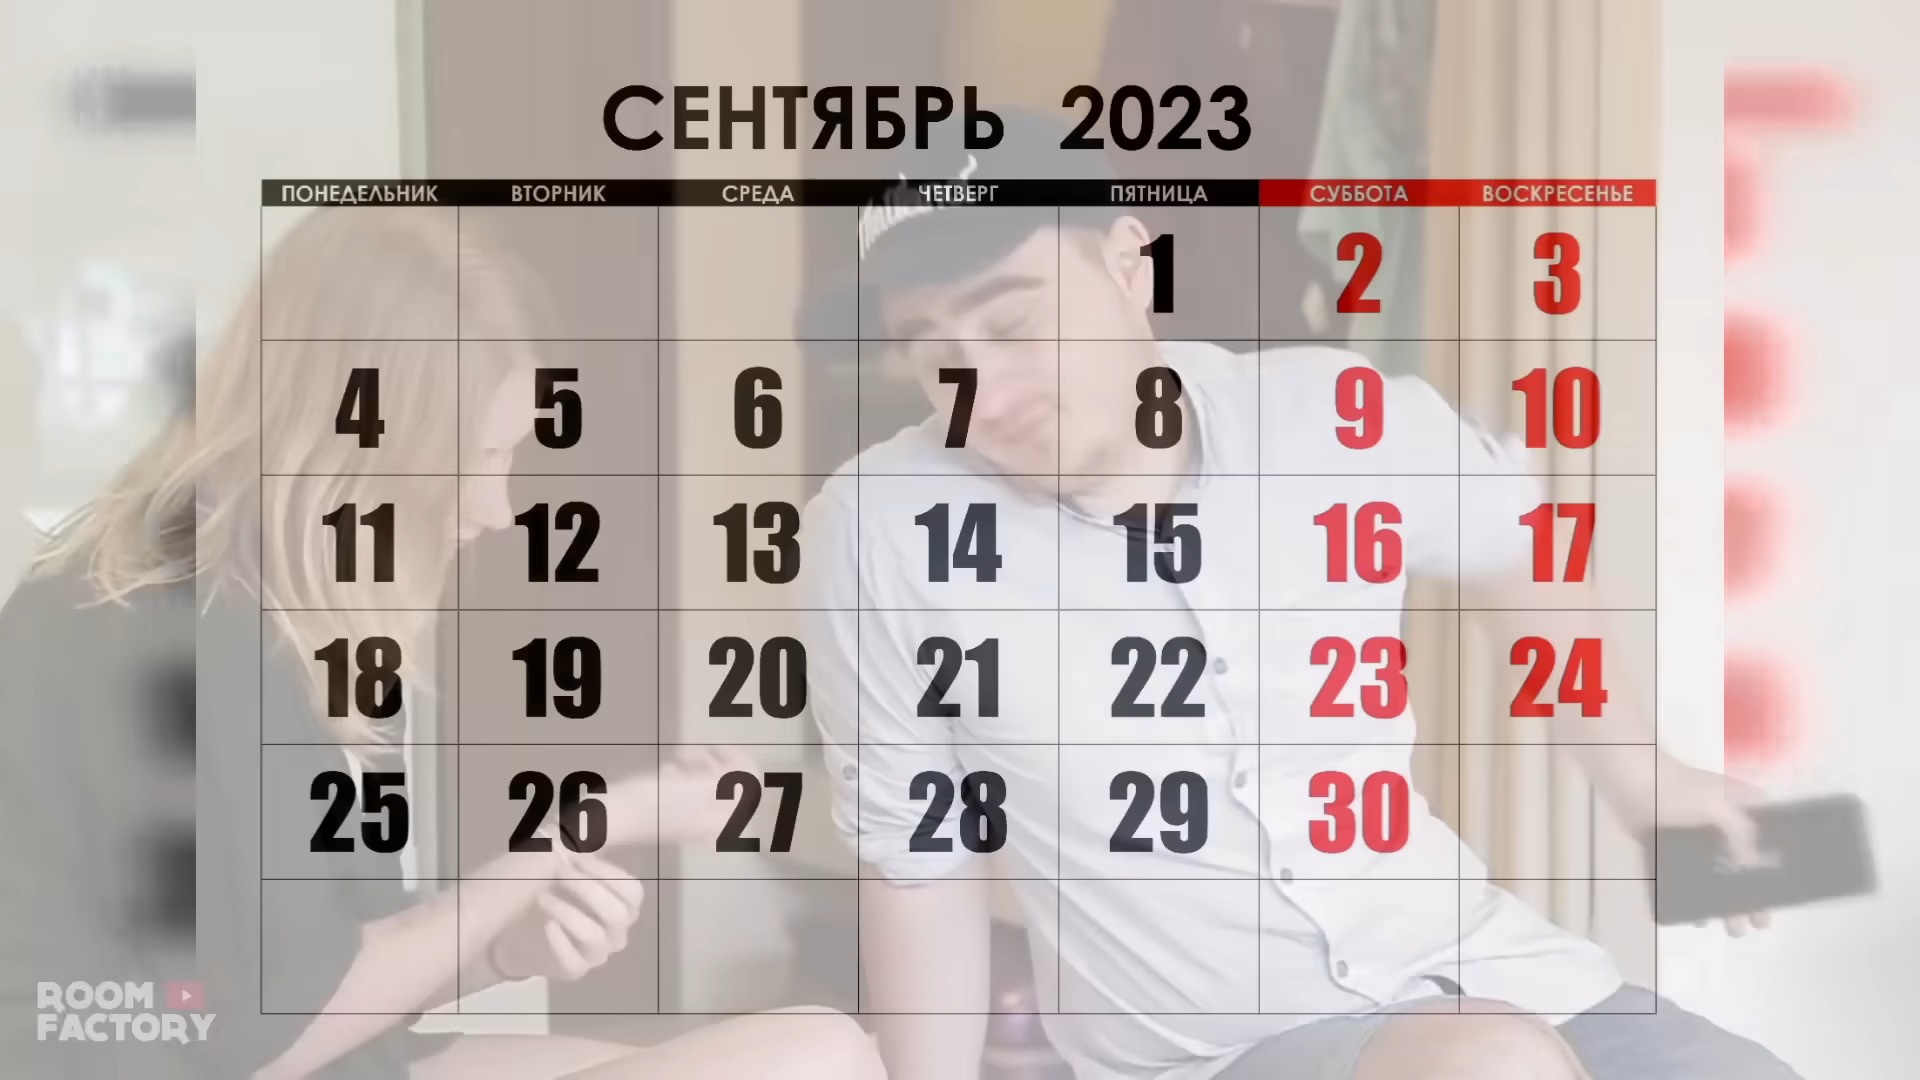 СЕНТЯБРЬ 2023
ПОНЕДЕЛЬНИК ВТОРНИК СРЕДА ЧЕТВЕРГ ПЯТНИЦА СУББОТА ВОСКРЕСЕНЬЕ
1 2 3
4 5 6 7 8 9 10
11 12 13 14 15 16 17
18 19 20 21 22 23 24
25 26 27 28 29 30
ROOM
FACTORY